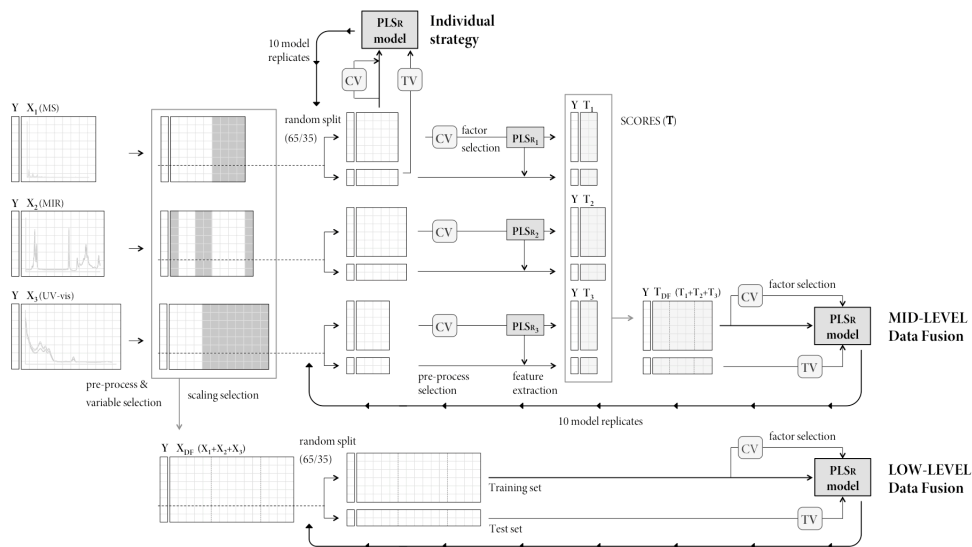 PLSR
model
Individual
strategy
10 model
replicates
CV
TV
Y X1 (MS)
random split
(65/35)
Y T1
SCORES (T)
CV
factor
selection
PLSR1
Y X2 (MIR)
Y T2
CV
PLSR2
Y X3 (UV-vis)
Y T3
Y TDF (T1+T2+T3)
CV
factor selection
CV
PLSR3
PLSR
model
MID-LEVEL
Data Fusion
TV
pre-process &
variable selection
scaling selection
pre-process
selection
feature
extraction
10 model replicates
Y XDF (X1+X2+X3)
random split
(65/35)
CV
factor selection
PLSR
model
LOW-LEVEL
Data Fusion
Training set
TV
Test set